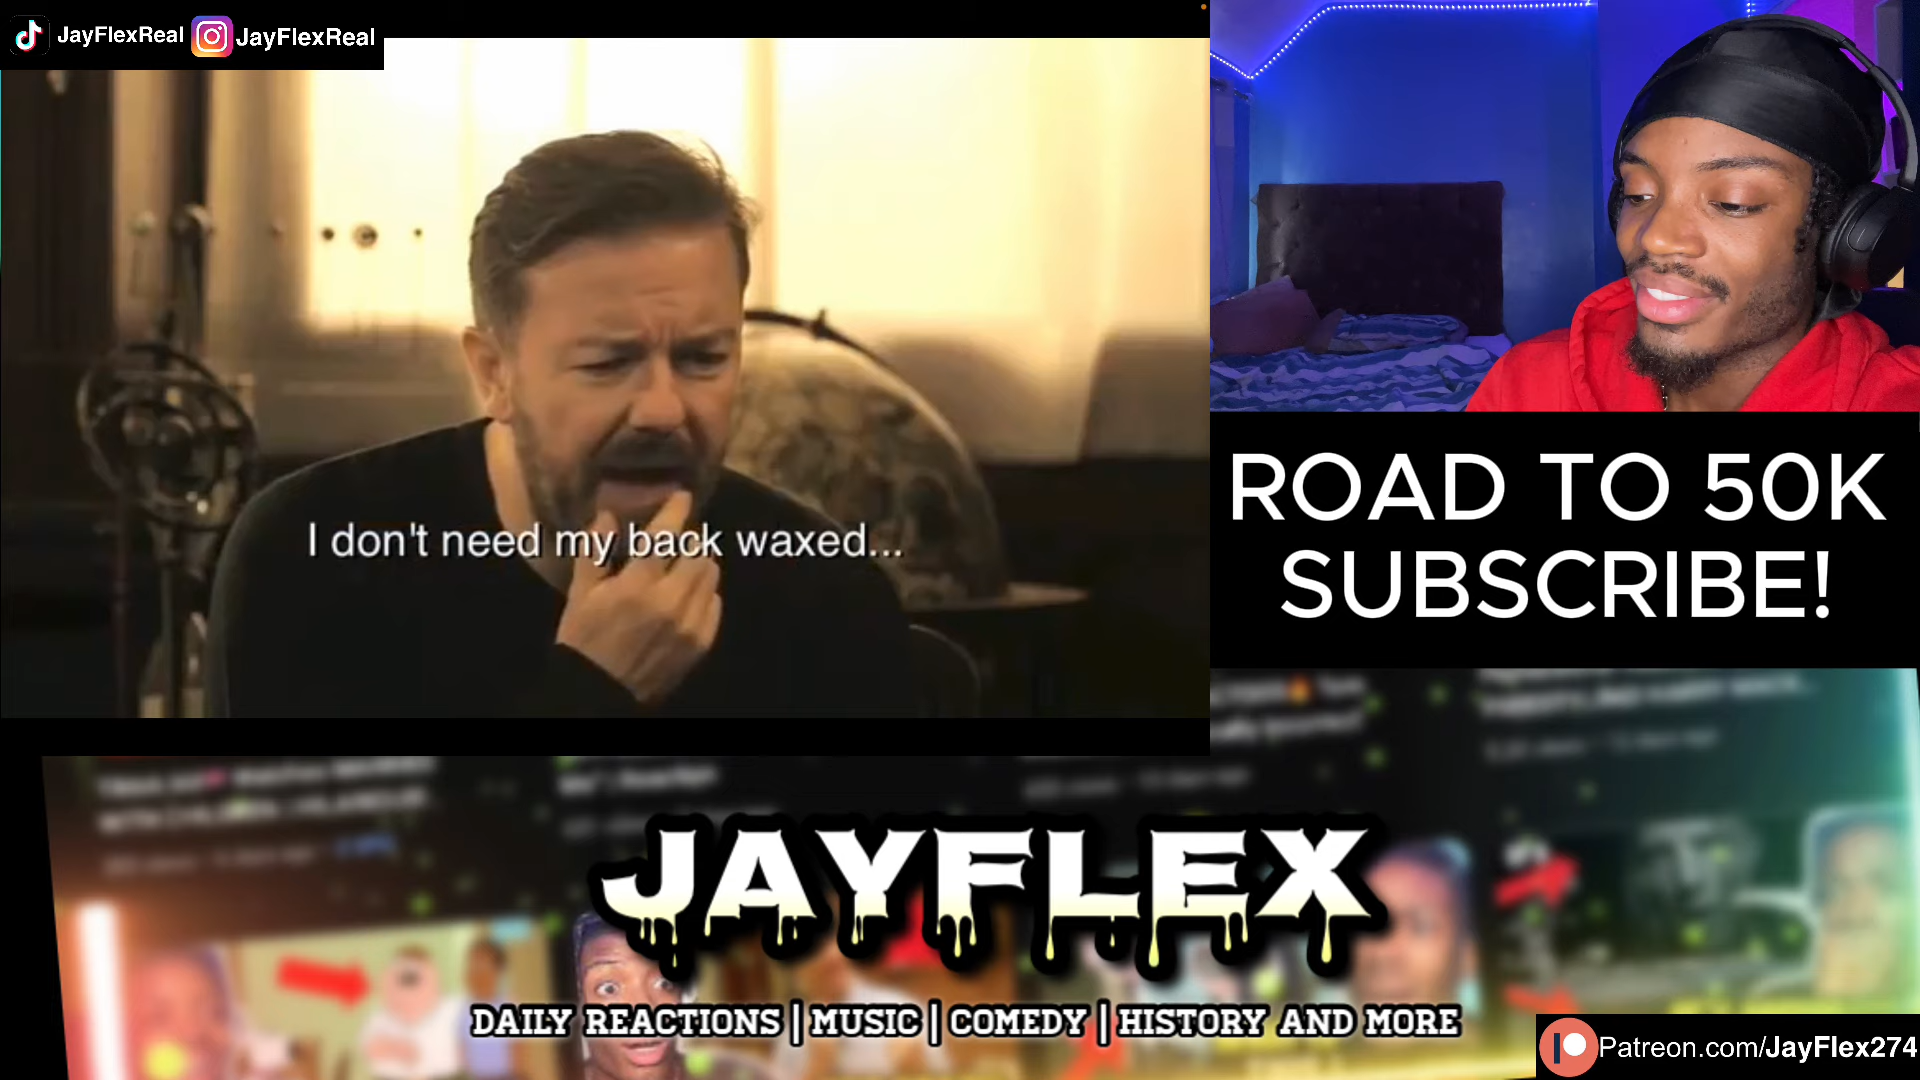 JayFlexReal JayFlexReal
I don't need my back waxed...
ROAD TO 50K
SUBSCRIBE!
JAYFLEX
DAILY REACTIONS | MUSIC | COMEDY | HISTORY AND MORE
Patreon.com/JayFlex274